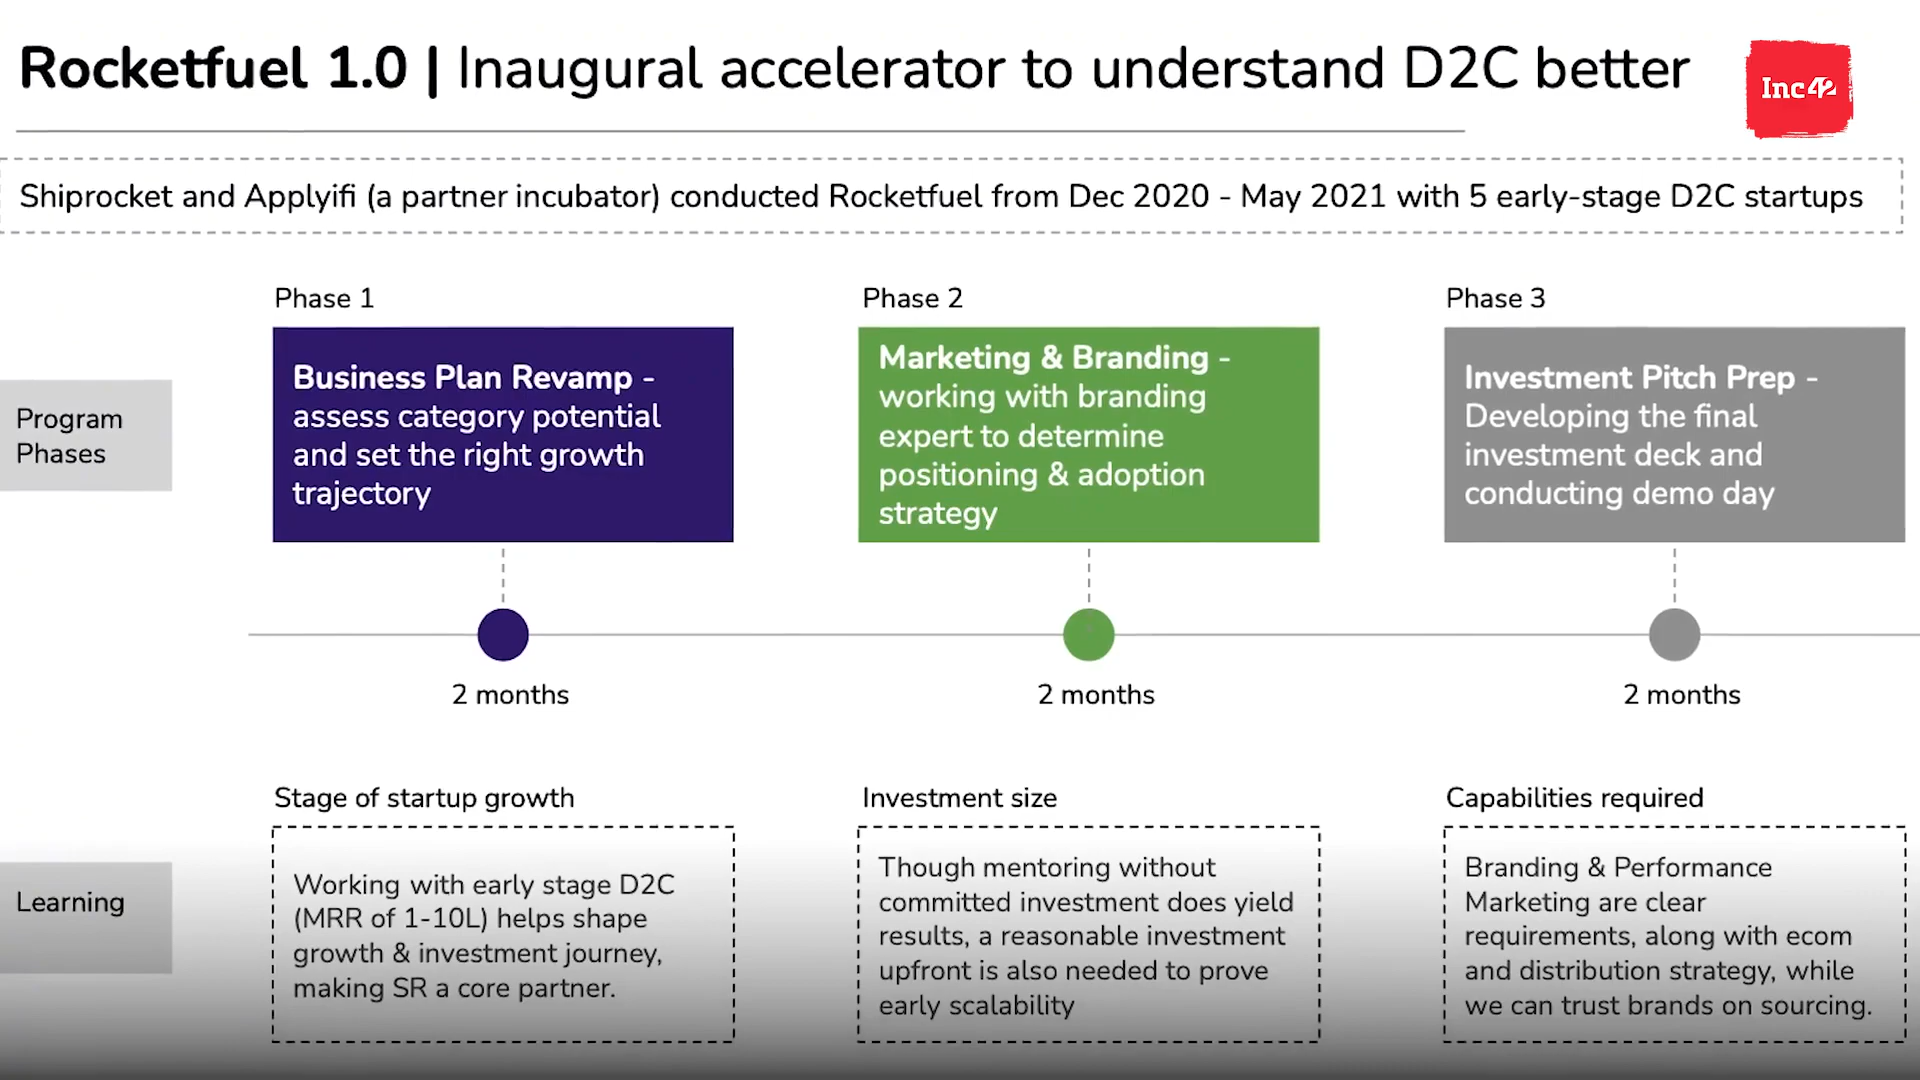 Rocketfuel 1.0 | Inaugural accelerator to understand D2C better
Inc42
Shiprocket and Applyifi (a partner incubator) conducted Rocketfuel from Dec 2020 - May 2021 with 5 early-stage D2C startups
Program
Phases
Phase 1
Business Plan Revamp -
assess category potential
and set the right growth
trajectory
2 months
Phase 2
Marketing & Branding -
working with branding
expert to determine
positioning & adoption
strategy
2 months
Phase 3
Investment Pitch Prep -
Developing the final
investment deck and
conducting demo day
2 months
Learning
Stage of startup growth
Working with early stage D2C
(MRR of 1-10L) helps shape
growth & investment journey,
making SR a core partner.
Investment size
Though mentoring without
committed investment does yield
results, a reasonable investment
upfront is also needed to prove
early scalability
Capabilities required
Branding & Performance
Marketing are clear
requirements, along with ecom
and distribution strategy, while
we can trust brands on sourcing.